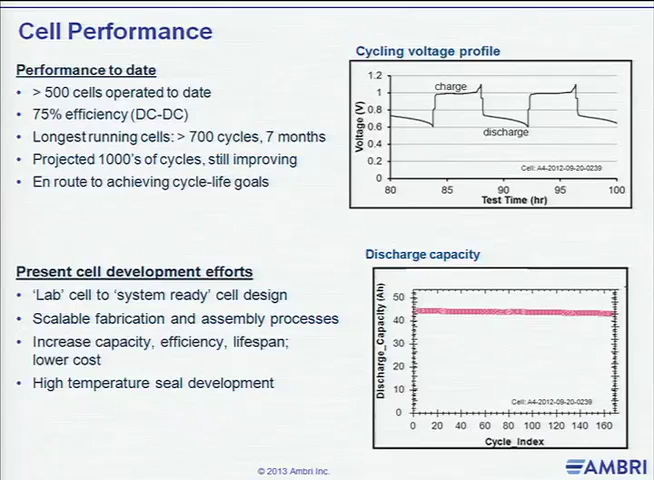 Cell Performance
Performance to date
• > 500 cells operated to date
• 75% efficiency (DC-DC)
• Longest running cells: > 700 cycles, 7 months
• Projected 1000's of cycles, still improving
• En route to achieving cycle-life goals
Cycling voltage profile
Voltage (V)
1.2
1
0.8
0.6
0.4
0.2
0
charge
discharge
Cell: A4-2012-09-20-0239
80 85 90 95 100
Test Time (hr)
Present cell development efforts
• 'Lab' cell to 'system ready' cell design
• Scalable fabrication and assembly processes
• Increase capacity, efficiency, lifespan;
lower cost
• High temperature seal development
Discharge capacity
Discharge_Capacity (Ah)
50
40
30
20
10
0
Cell: A4-2012-09-20-0239
0 20 40 60 80 100 120 140 160
Cycle_Index
© 2013 Ambri Inc.
AMBRI